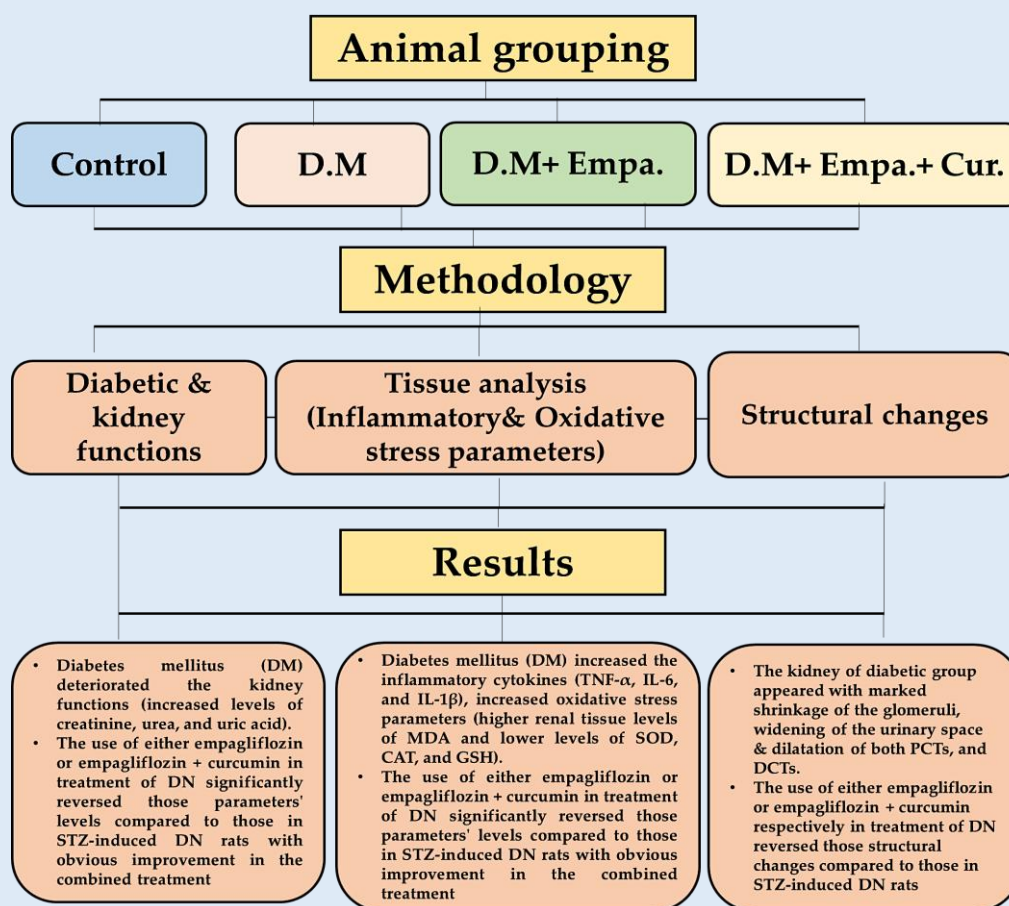 Animal grouping
Control
D.M
D.M+ Empa.
D.M+ Empa.+ Cur.
Methodology
Diabetic &
kidney
functions
Tissue analysis
(Inflammatory& Oxidative
stress parameters)
Structural changes
Results
• Diabetes mellitus (DM)
deteriorated the kidney
functions (increased levels of
creatinine, urea, and uric acid).
• The use of either empagliflozin
or empagliflozin + curcumin in
treatment of DN significantly
reversed those parameters'
levels compared to those in
STZ-induced DN rats with
obvious improvement in the
combined treatment
• Diabetes mellitus (DM) increased the
inflammatory cytokines (TNF-α, IL-6,
and IL-1β), increased oxidative stress
parameters (higher renal tissue levels
of MDA and lower levels of SOD,
CAT, and GSH).
• The use of either empagliflozin or
empagliflozin + curcumin in treatment
of DN significantly reversed those
parameters' levels compared to those
in STZ-induced DN rats with obvious
improvement in the combined
treatment
• The kidney of diabetic group
appeared with marked
shrinkage of the glomeruli,
widening of the urinary space
& dilatation of both PCTs, and
DCTs.
• The use of either empagliflozin
or empagliflozin + curcumin
respectively in treatment of DN
reversed those structural
changes compared to those in
STZ-induced DN rats